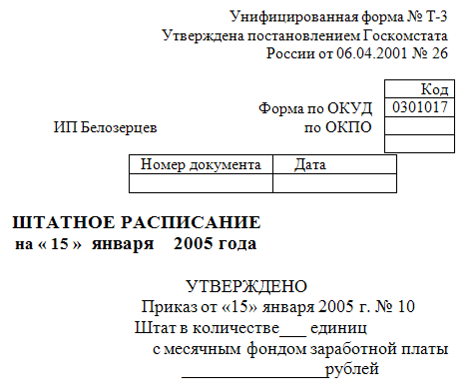 Унифицированная форма № Т-3
Утверждена постановлением Госкомстата
России от 06.04.2001 № 26
Код
Форма по ОКУД 0301017
ИП Белозерцев по ОКПО
Номер документа Дата
ШТАТНОЕ РАСПИСАНИЕ
на « 15 » января 2005 года
УТВЕРЖДЕНО
Приказ от «15» января 2005 г. № 10
Штат в количестве___ единиц
с месячным фондом заработной платы
________________рублей